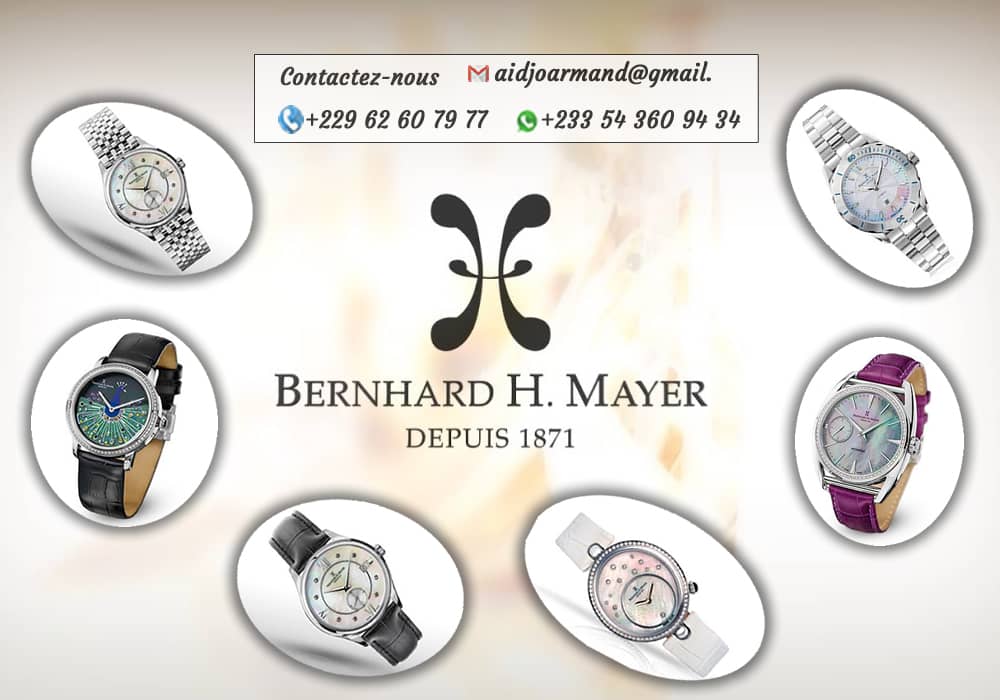 Contactez-nous aidjoarmand@gmail.
+229 62 60 79 77 +233 54 360 94 34
BERNHARD H. MAYER
DEPUIS 1871